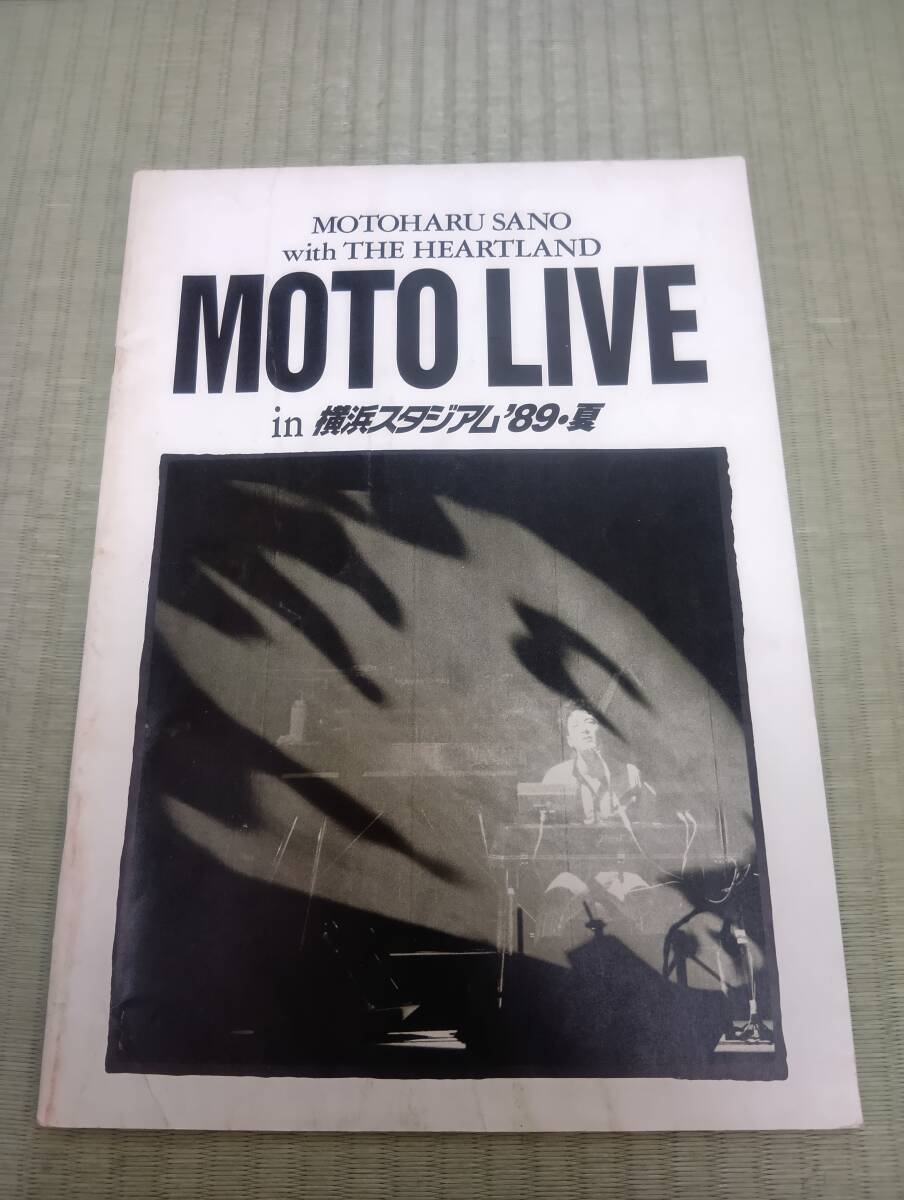 MOTOHARU SANO
with THE HEARTLAND
MOTO LIVE
in 横浜スタジアム'89・夏